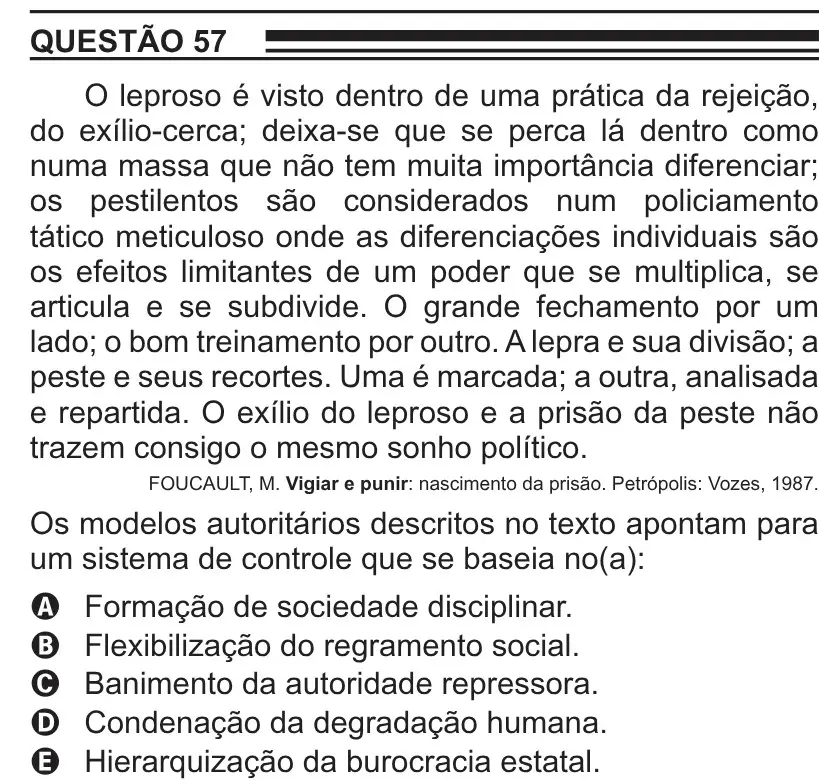 QUESTÃO 57
O leproso é visto dentro de uma prática da rejeição,
do exílio-cerca; deixa-se que se perca lá dentro como
numa massa que não tem muita importância diferenciar;
os pestilentos são considerados num policiamento
tático meticuloso onde as diferenciações individuais são
os efeitos limitantes de um poder que se multiplica, se
articula e se subdivide. O grande fechamento por um
lado; o bom treinamento por outro. A lepra e sua divisão; a
peste e seus recortes. Uma é marcada; a outra, analisada
e repartida. O exílio do leproso e a prisão da peste não
trazem consigo o mesmo sonho político.
FOUCAULT, M. Vigiar e punir: nascimento da prisão. Petrópolis: Vozes, 1987.
Os modelos autoritários descritos no texto apontam para
um sistema de controle que se baseia no(a):
A Formação de sociedade disciplinar.
B Flexibilização do regramento social.
C Banimento da autoridade repressora.
D Condenação da degradação humana.
E Hierarquização da burocracia estatal.